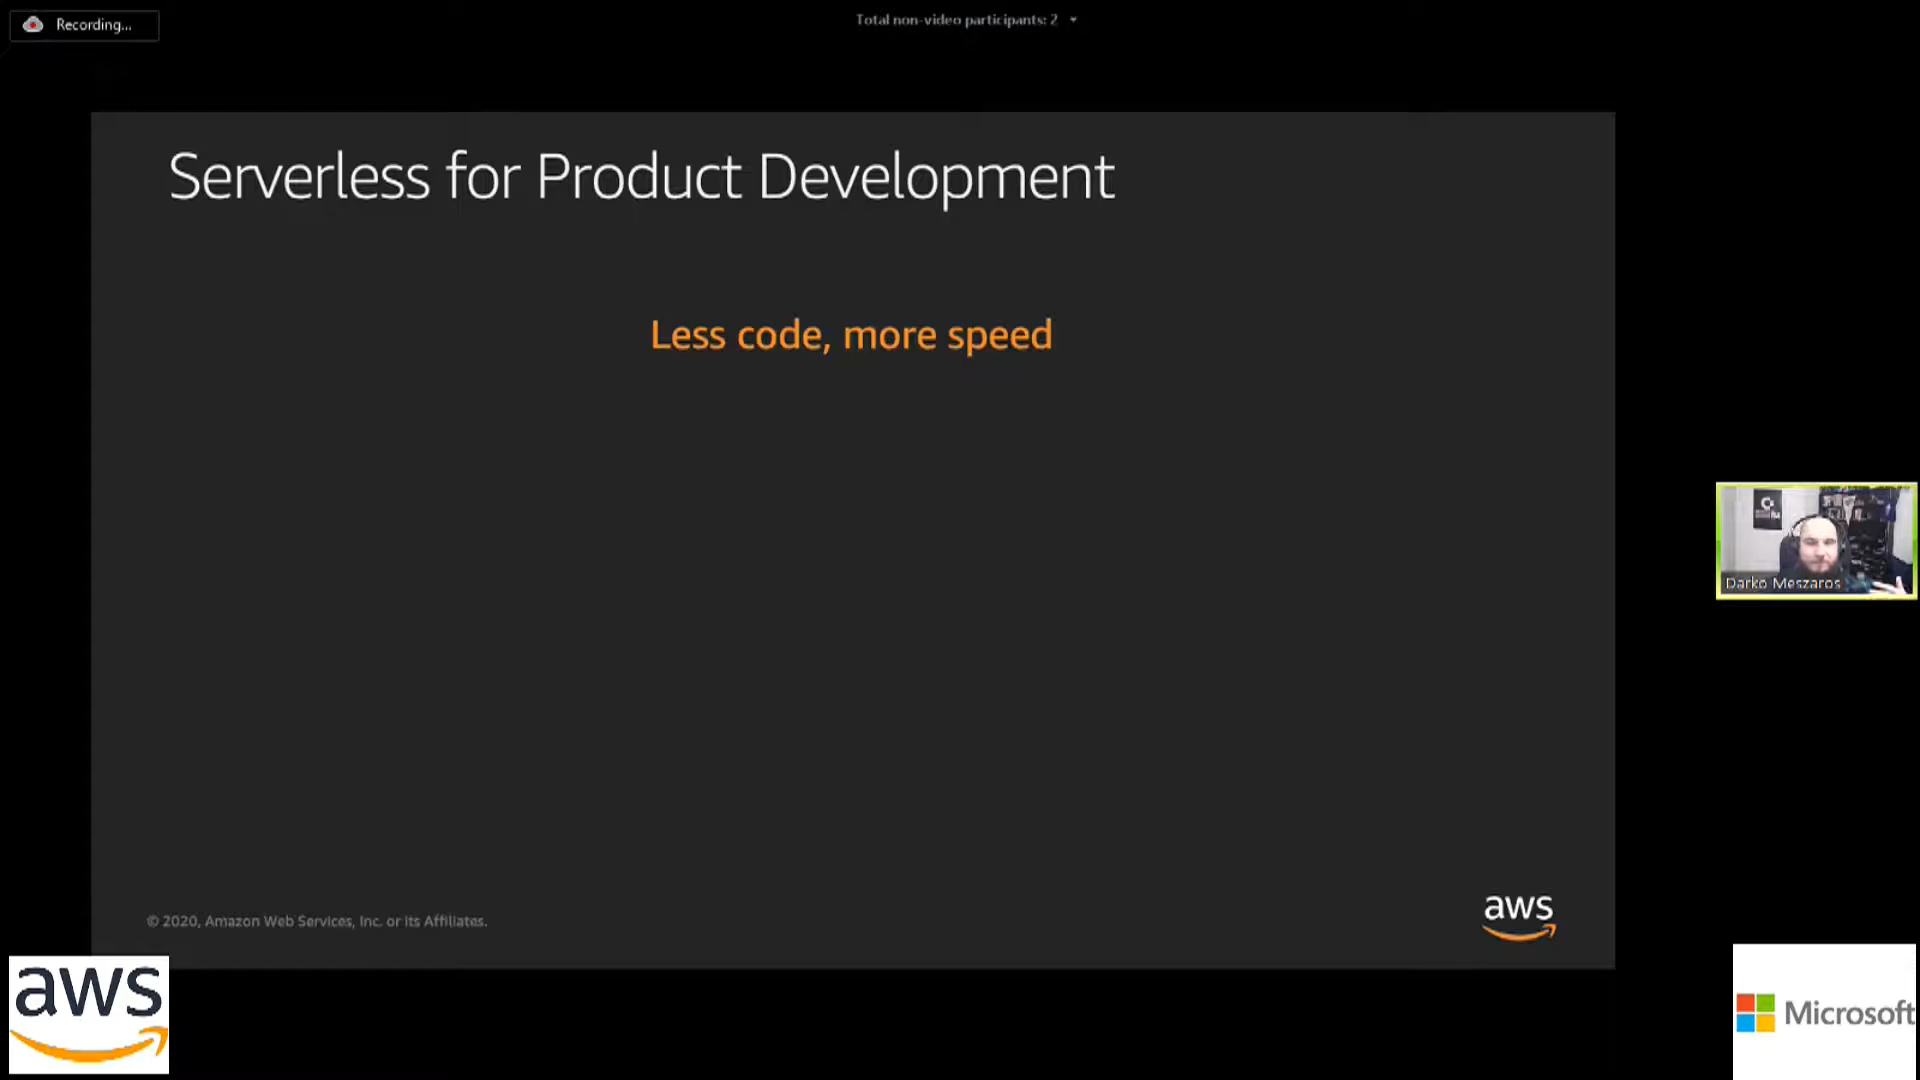 Recording...
Total non-video participants: 2
Serverless for Product Development
Less code, more speed
Darko Meszaros
© 2020, Amazon Web Services, Inc. or its Affiliates.
aws
aws
Microsoft